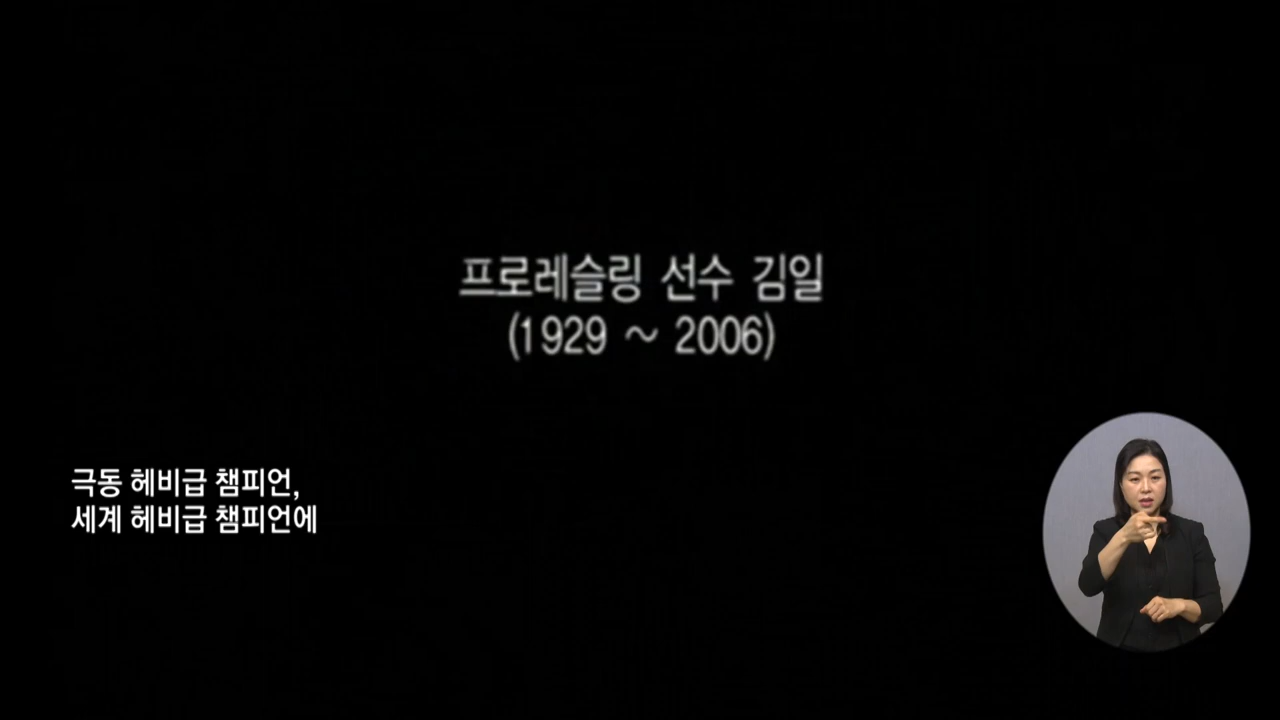 프로레슬링 선수 김일
(1929 ~ 2006)
극동 헤비급 챔피언,
세계 헤비급 챔피언에